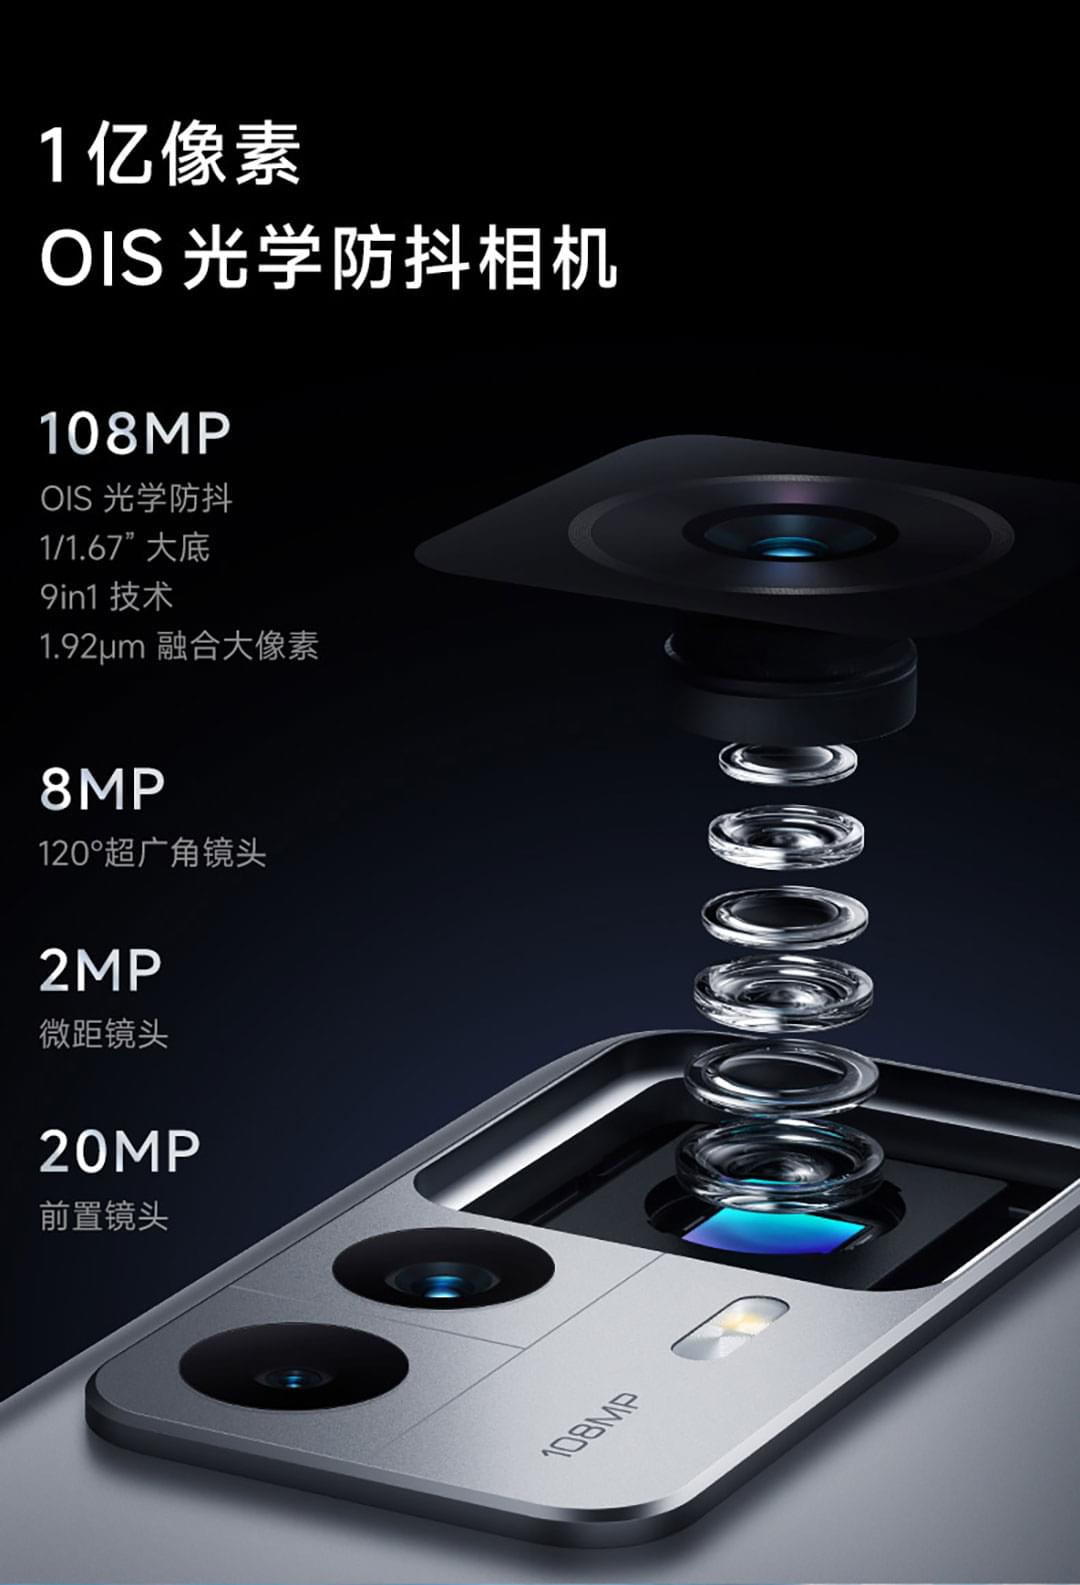 1亿像素
OIS 光学防抖相机
108MP
OIS 光学防抖
1/1.67” 大底
9in1 技术
1.92μm 融合大像素
8MP
120°超广角镜头
2MP
微距镜头
20MP
前置镜头
108MP